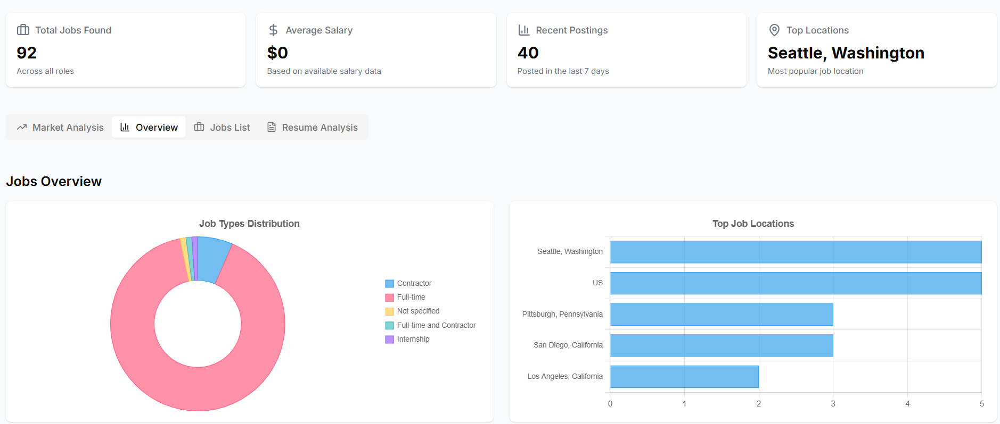 Total Jobs Found
92
Across all roles
Average Salary
$0
Based on available salary data
Recent Postings
40
Posted in the last 7 days
Top Locations
Seattle, Washington
Most popular job location
Market Analysis
Overview
Jobs List
Resume Analysis
Jobs Overview
Job Types Distribution
Contractor
Full-time
Not specified
Full-time and Contractor
Internship
Top Job Locations
Seattle, Washington
US
Pittsburgh, Pennsylvania
San Diego, California
Los Angeles, California
0 1 2 3 4 5